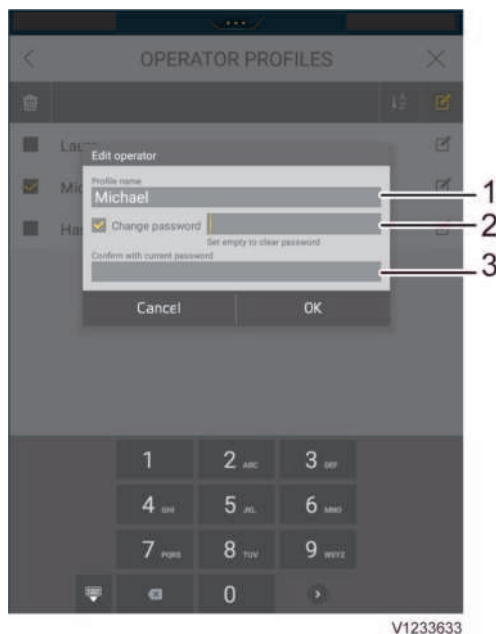 OPERATOR PROFILES
Edit operator
Profile name
Michael
1
Change password
2
Set empty to clear password
Confirm with current password
3
Cancel OK
1 2 ABC 3 DEF
4 GHI 5 JKL 6 MNO
7 PQRS 8 TUV 9 WXYZ
0
V1233633